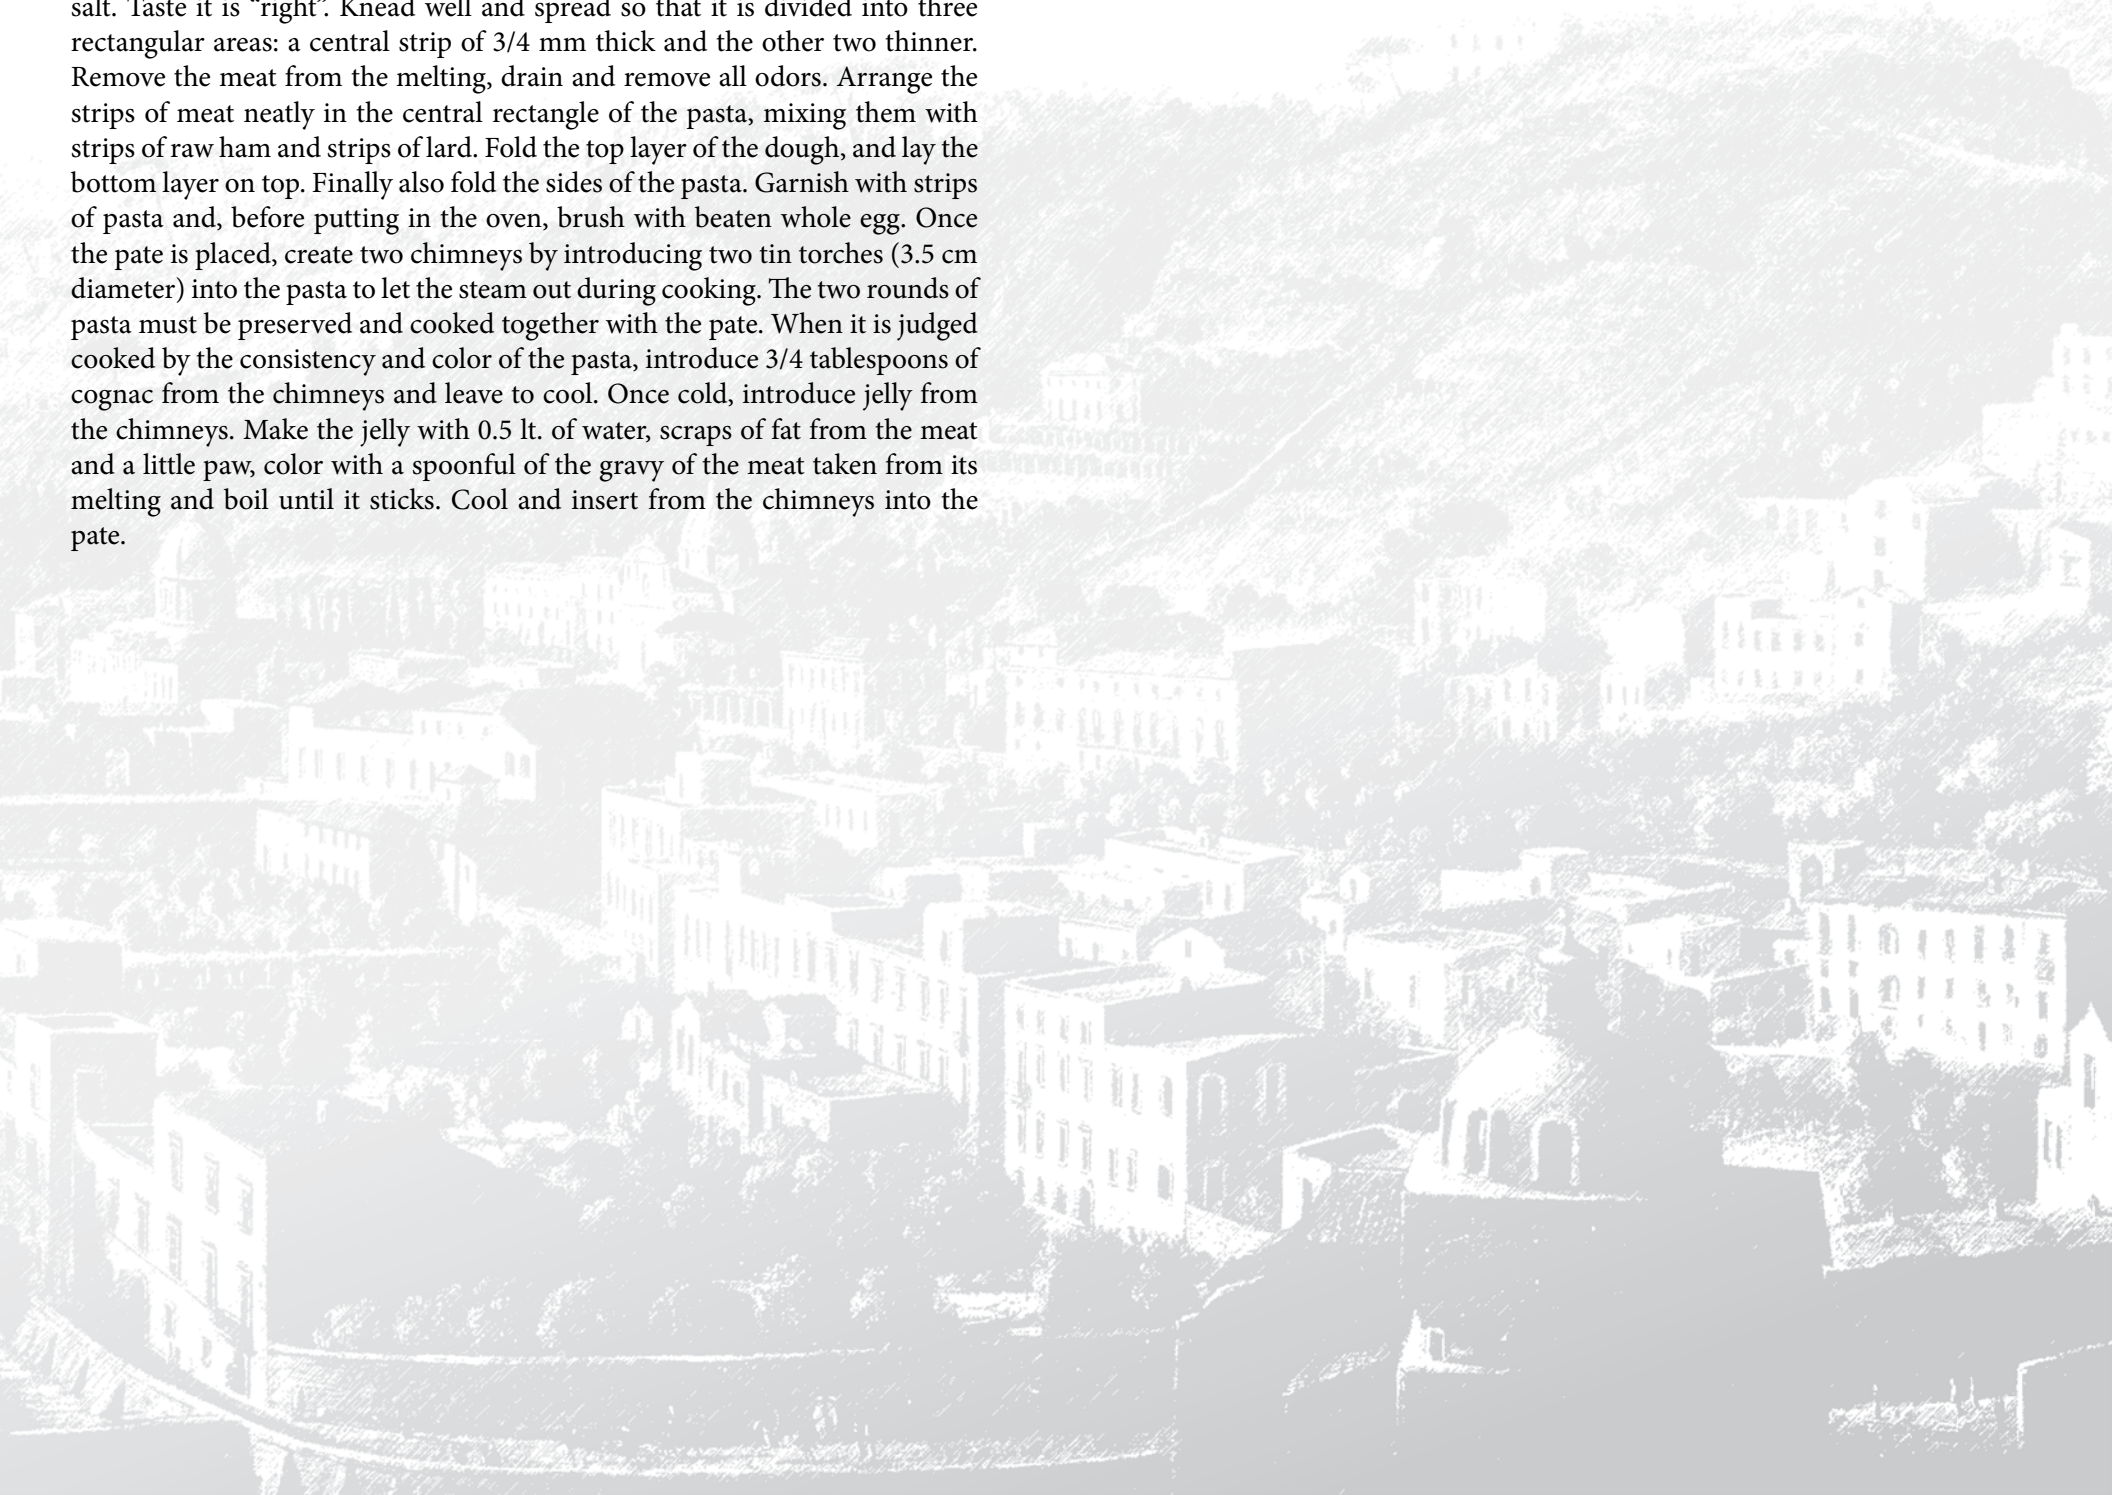 salt. Taste it is “right”. Knead well and spread so that it is divided into three
rectangular areas: a central strip of 3/4 mm thick and the other two thinner.
Remove the meat from the melting, drain and remove all odors. Arrange the
strips of meat neatly in the central rectangle of the pasta, mixing them with
strips of raw ham and strips of lard. Fold the top layer of the dough, and lay the
bottom layer on top. Finally also fold the sides of the pasta. Garnish with strips
of pasta and, before putting in the oven, brush with beaten whole egg. Once
the pate is placed, create two chimneys by introducing two tin torches (3.5 cm
diameter) into the pasta to let the steam out during cooking. The two rounds of
pasta must be preserved and cooked together with the pate. When it is judged
cooked by the consistency and color of the pasta, introduce 3/4 tablespoons of
cognac from the chimneys and leave to cool. Once cold, introduce jelly from
the chimneys. Make the jelly with 0.5 lt. of water, scraps of fat from the meat
and a little paw, color with a spoonful of the gravy of the meat taken from its
melting and boil until it sticks. Cool and insert from the chimneys into the
pate.